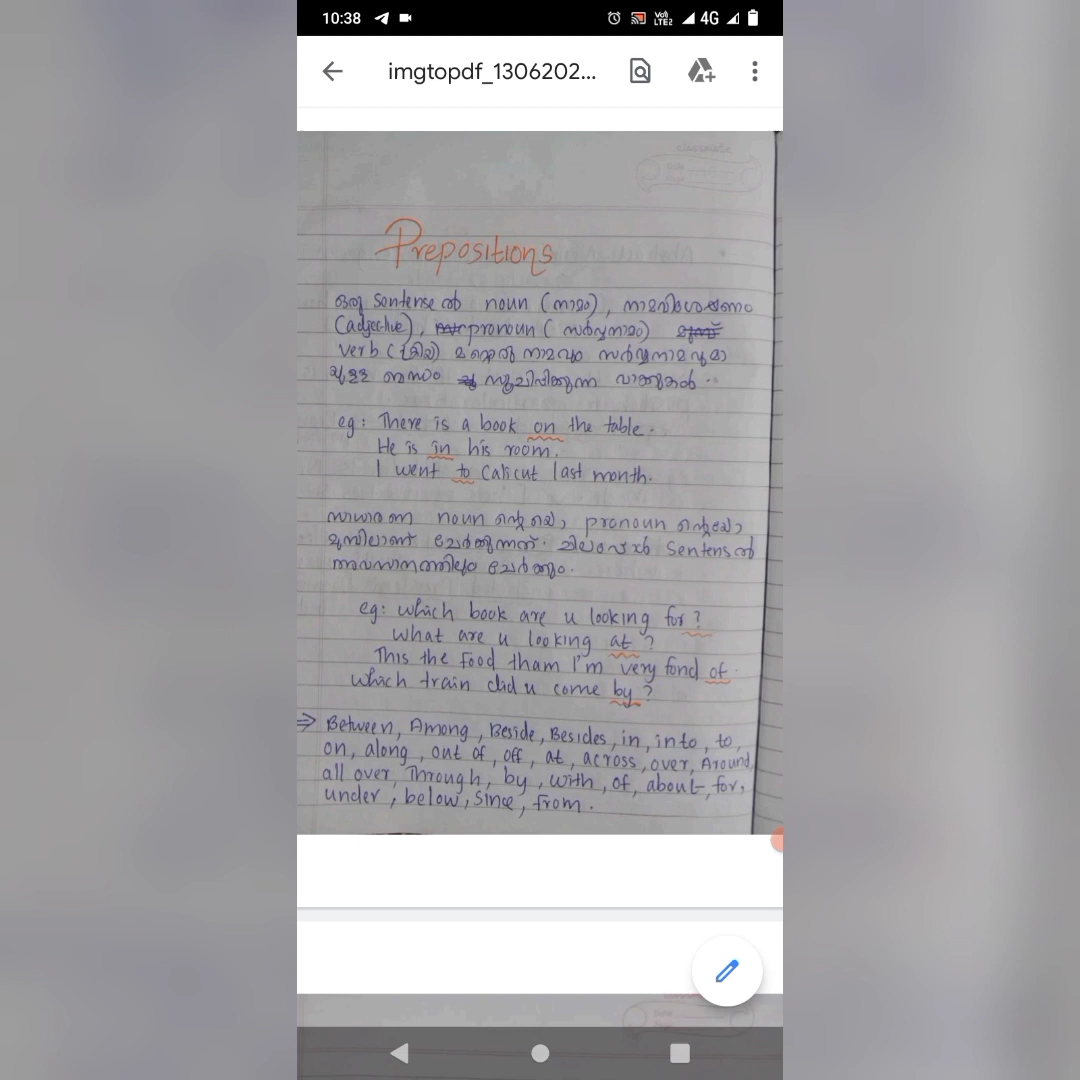 10:38
VoD LTE2 4G
imgtopdf_1306202...
classmate
Prepositions
ഒരു Sentense ൽ noun (നാമം), നാമവിശേഷണം
(adjective), pronoun ( സർവ്വനാമം)
verb (ക്രിയ) മറ്റൊരു നാമവും സർവ്വനാമവുമാ
യുള്ള ബന്ധം സൂചിപ്പിക്കുന്ന വാക്കുകൾ ..
eg: There is a book on the table.
He is in his room.
I went to Calicut last month.
സാധാരണ noun ന്റെയോ, pronoun ന്റെയോ
മുമ്പിലാണ് ചേർക്കുന്നത്. ചിലപ്പോൾ Sentens ൽ
അവസാനത്തിലും ചേർക്കും.
eg: which book are u looking for?
What are u looking at?
This the Food tham I'm very fond of.
which train did u come by?
⇒ Between, Among, Beside, Besides, in, into, to,
on, along, out of, off, at, across, over, Around,
all over, Through, by, with, of, about, for,
under, below, Since, from.